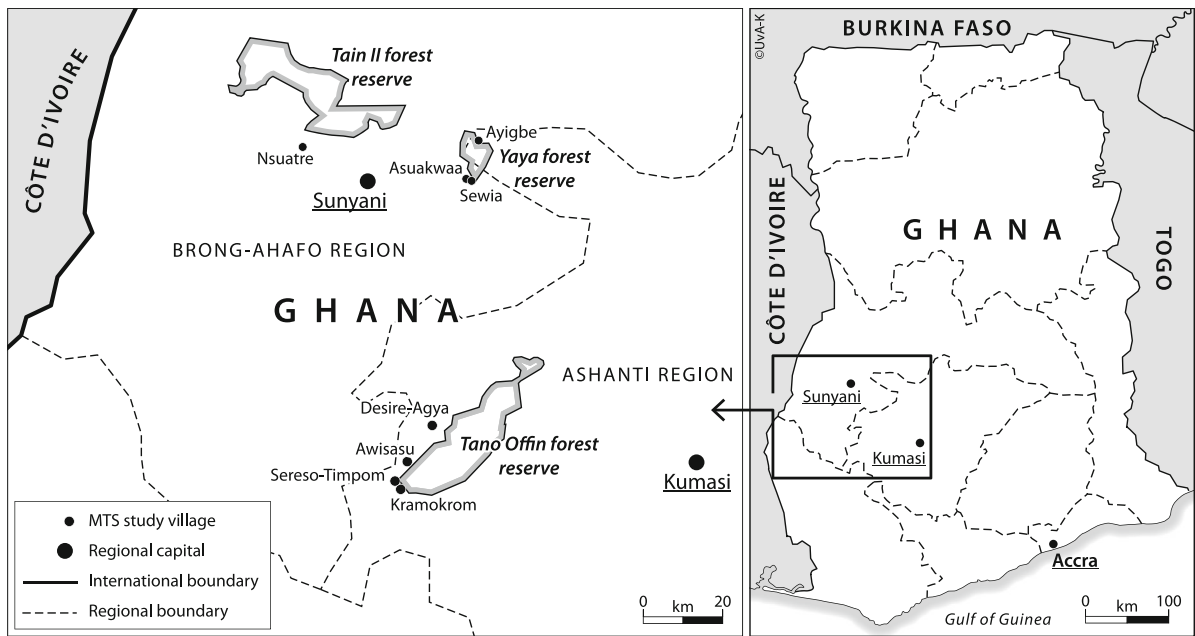 CÔTE D'IVOIRE
Tain II forest
reserve
Nsuatre
Sunyani
Ayigbe
Asuakwaa
Yaya forest
reserve
Sewia
BRONG-AHAFO REGION
GHANA
ASHANTI REGION
Desire-Agya
Tano Offin forest
reserve
Awisasu
Sereso-Timpom
Kramokrom
Kumasi
MTS study village
Regional capital
International boundary
Regional boundary
0 km 20
©UvA-K
BURKINA FASO
CÔTE D'IVOIRE
GHANA
TOGO
Sunyani
Kumasi
Accra
Gulf of Guinea
0 km 100